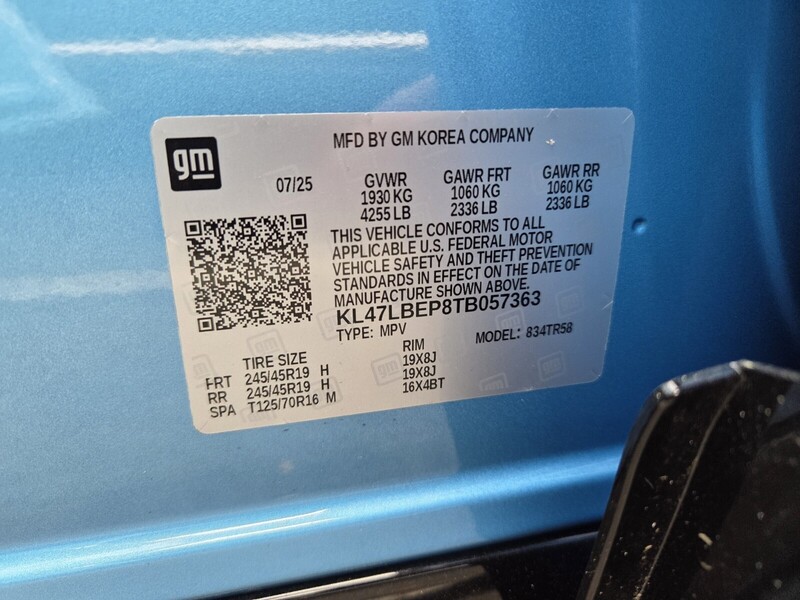 gm
MFD BY GM KOREA COMPANY
07/25
GVWR GAWR FRT GAWR RR
1930 KG 1060 KG 1060 KG
4255 LB 2336 LB 2336 LB
THIS VEHICLE CONFORMS TO ALL
APPLICABLE U.S. FEDERAL MOTOR
VEHICLE SAFETY AND THEFT PREVENTION
STANDARDS IN EFFECT ON THE DATE OF
MANUFACTURE SHOWN ABOVE.
KL47LBEP8TB057363
TYPE: MPV MODEL: 834TR58
TIRE SIZE RIM
FRT 245/45R19 H 19X8J
RR 245/45R19 H 19X8J
SPA T125/70R16 M 16X4BT